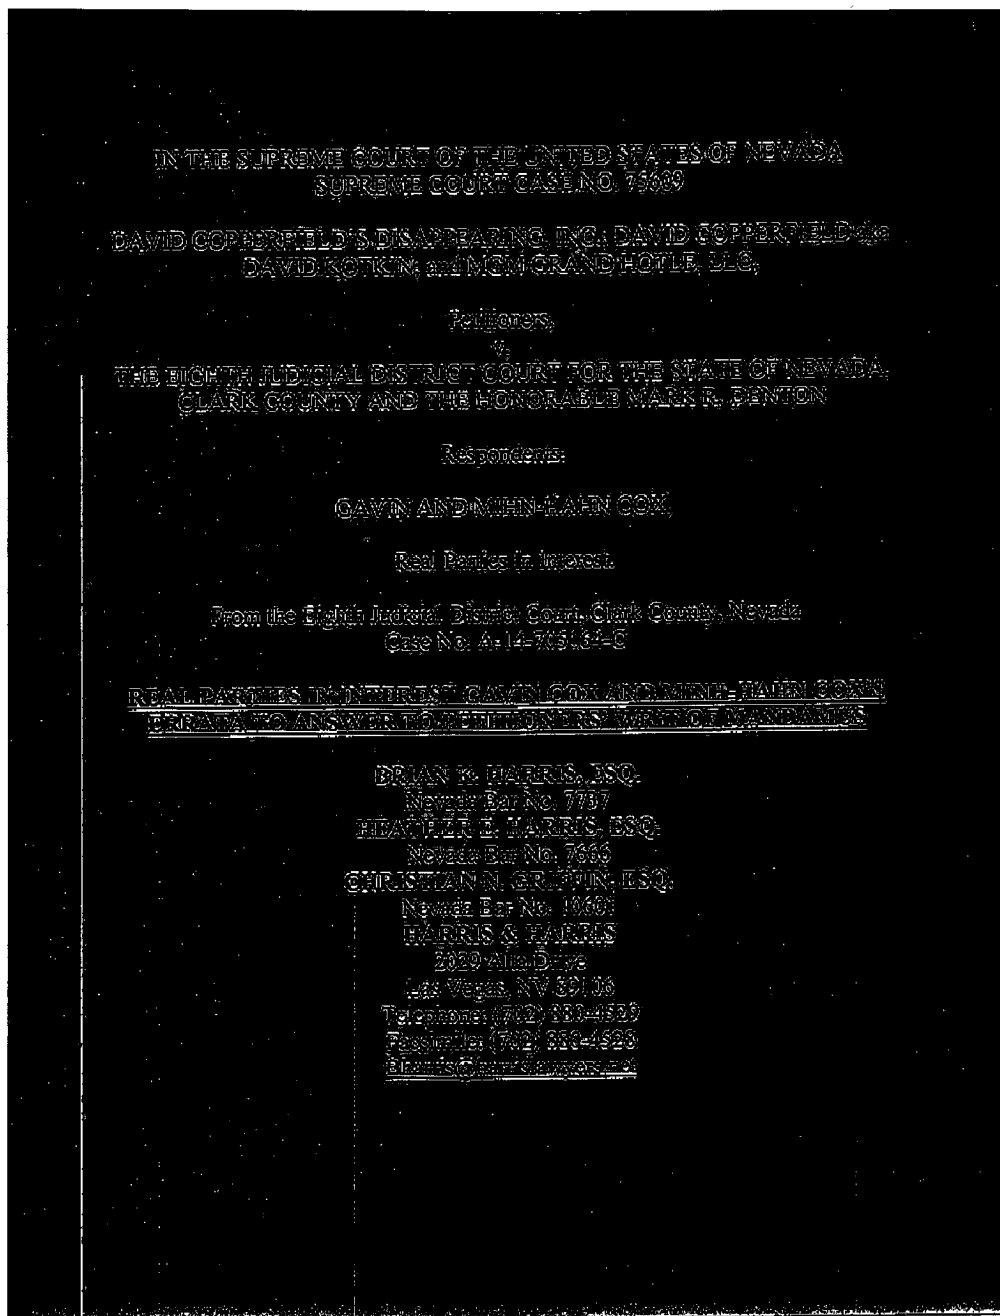 IN THE SUPREME COURT OF THE UNITED STATES OF NEVADA
SUPREME COURT CASE NO.
DAVID COPPERFIELD'S DISAPPEARING, INC.; DAVID COPPERFIELD aka
DAVID KOTKIN; and MGM GRAND HOTLE, LLC,
Petitioners,
v.
THE EIGHTH JUDICIAL DISTRICT COURT FOR THE STATE OF NEVADA,
CLARK COUNTY AND THE HONORABLE MARK R. DENTON
Respondents.
GAVIN AND MIHN-HAHN COX,
Real Parties in interest.
From the Eighth Judicial District Court, Clark County, Nevada
Case No. A-14-705164-C
REAL PARTIES IN INTEREST GAVIN COX AND MINH-HAHN COX'S
ERRATA TO ANSWER TO PETITIONERS' WRIT OF MANDAMUS
BRIAN K. HARRIS, ESQ.
Nevada Bar No. 7737
HEATHER E. HARRIS, ESQ.
Nevada Bar No. 7666
CHRISTIAN N. GRIFFIN, ESQ.
Nevada Bar No. 10601
HARRIS & HARRIS
2029 Alta Drive
Las Vegas, NV 89106
Telephone: (702) 880-4529
Facsimile: (702) 880-4528
Bharris@harrislawyers.net